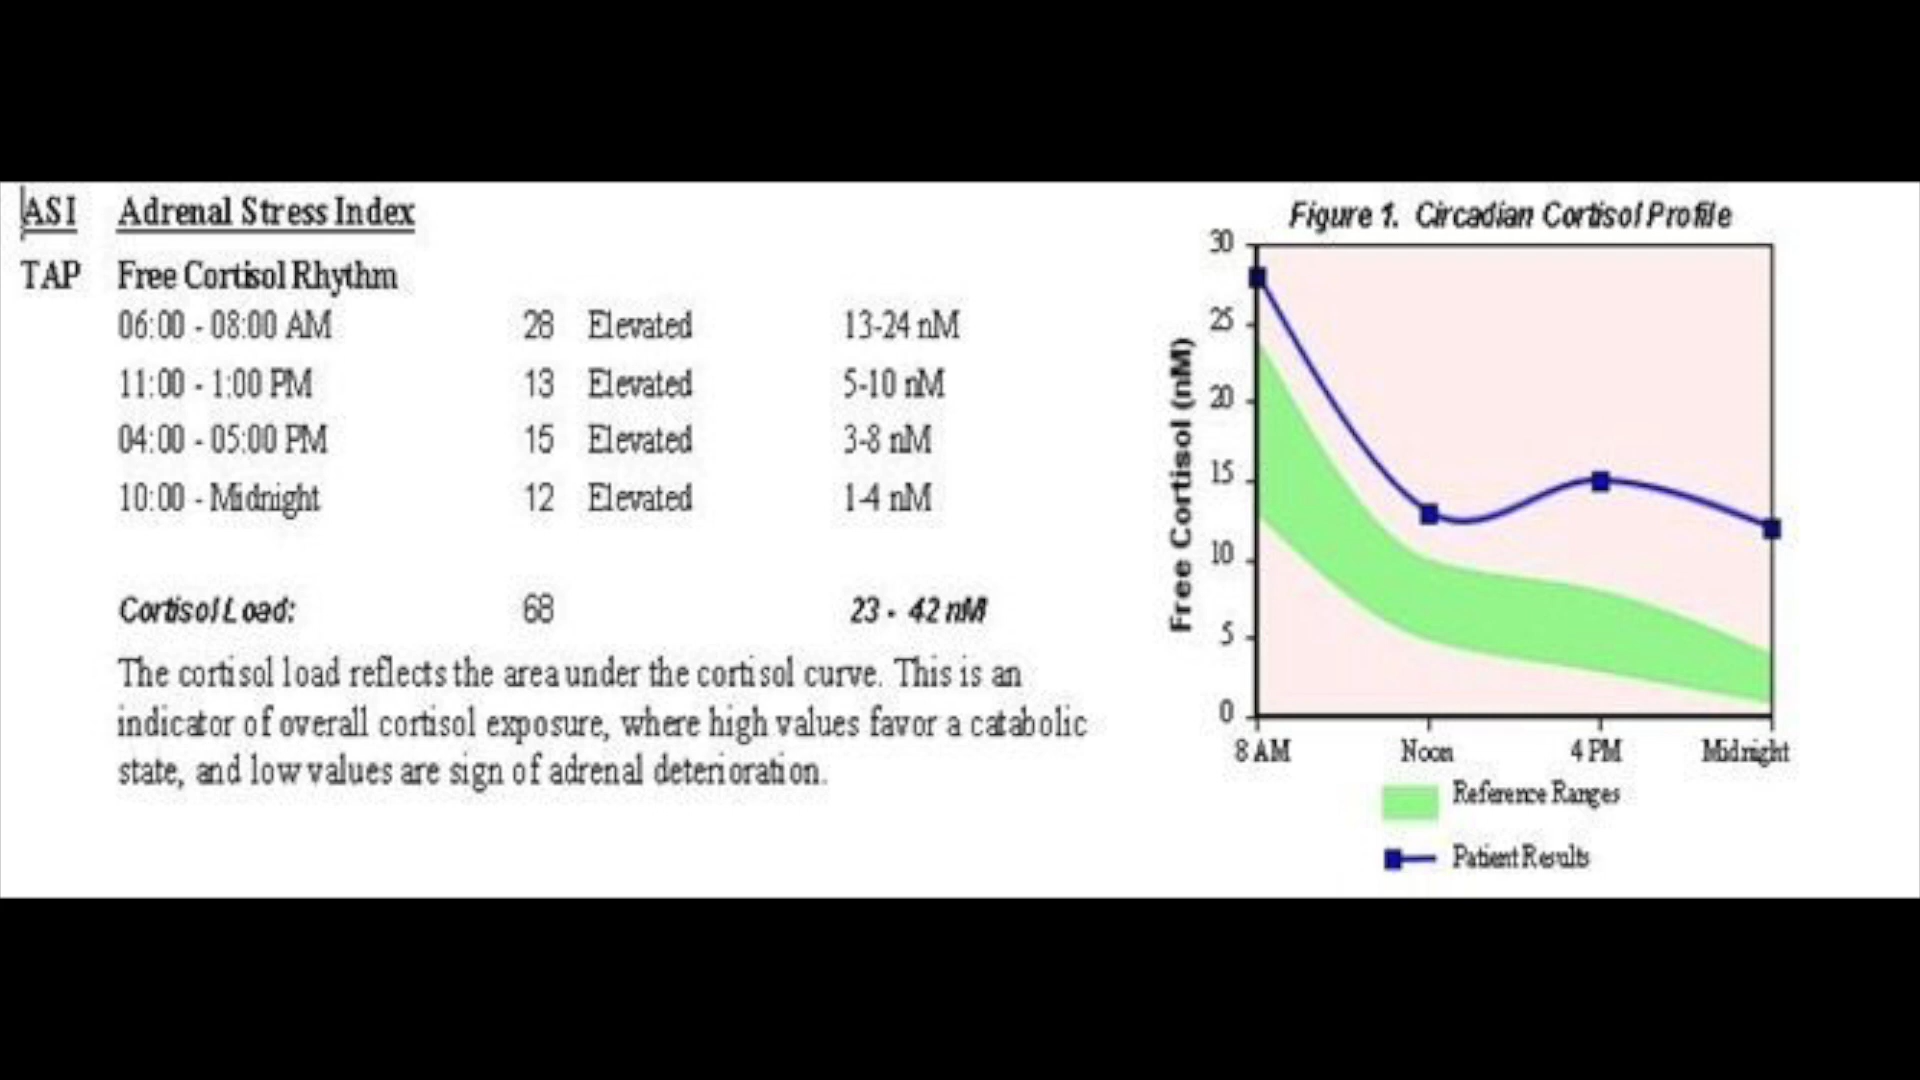 ASI Adrenal Stress Index
TAP Free Cortisol Rhythm
06:00 - 08:00 AM 28 Elevated 13-24 nM
11:00 - 1:00 PM 13 Elevated 5-10 nM
04:00 - 05:00 PM 15 Elevated 3-8 nM
10:00 - Midnight 12 Elevated 1-4 nM
Cortisol Load: 68 23 - 42 nM
The cortisol load reflects the area under the cortisol curve. This is an
indicator of overall cortisol exposure, where high values favor a catabolic
state, and low values are sign of adrenal deterioration.
Figure 1. Circadian Cortisol Profile
Free Cortisol (nM)
30
25
20
15
10
5
0
8 AM Noon 4 PM Midnight
Reference Ranges
Patient Results